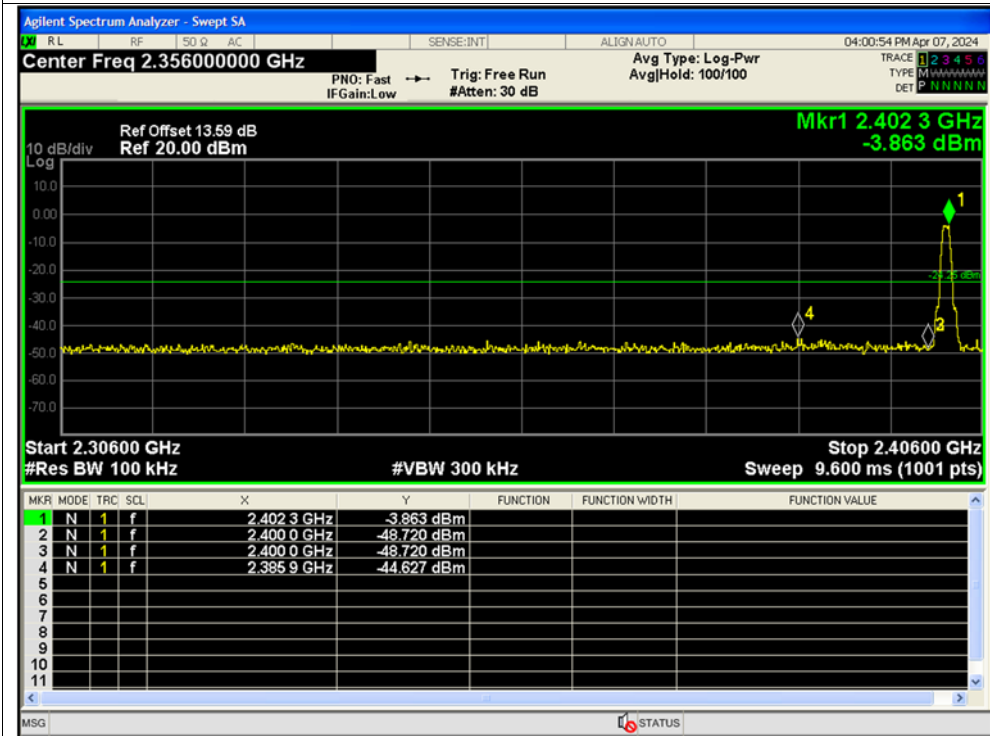 Agilent Spectrum Analyzer - Swept SA
RL RF 50 Ω AC SENSE:INT ALIGNAUTO 04:00:54 PM Apr 07, 2024
Center Freq 2.356000000 GHz
PNO: Fast
IFGain:Low
Trig: Free Run
#Atten: 30 dB
Avg Type: Log-Pwr
Avg|Hold: 100/100
TRACE 1 2 3 4 5 6
TYPE M
DET P N N N N N
Ref Offset 13.59 dB
10 dB/div Ref 20.00 dBm
Log
Mkr1 2.402 3 GHz
-3.863 dBm
10.0
0.00
-10.0
-20.0
-30.0
-40.0
-50.0
-60.0
-70.0
1
-24.25 dBm
4
Start 2.30600 GHz Stop 2.40600 GHz
#Res BW 100 kHz #VBW 300 kHz Sweep 9.600 ms (1001 pts)
MKR MODE TRC SCL X Y FUNCTION FUNCTION WIDTH FUNCTION VALUE
1 N 1 f 2.402 3 GHz -3.863 dBm
2 N 1 f 2.400 0 GHz -48.720 dBm
3 N 1 f 2.400 0 GHz -48.720 dBm
4 N 1 f 2.385 9 GHz -44.627 dBm
5
6
7
8
9
10
11
MSG STATUS